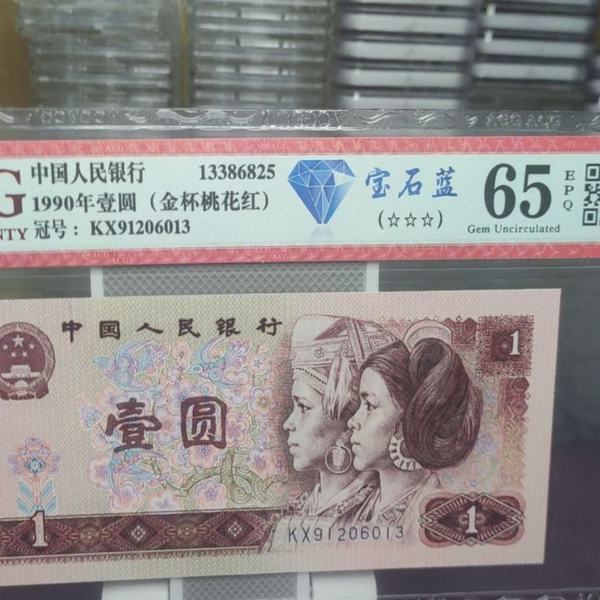 G 中国人民银行 13386825
1990年壹圆（金杯桃花红）
NTY 冠号：KX91206013
宝石蓝
(☆☆☆)
65 EPQ
Gem Uncirculated
中国人民银行
1
壹圆
1
1
KX91206013